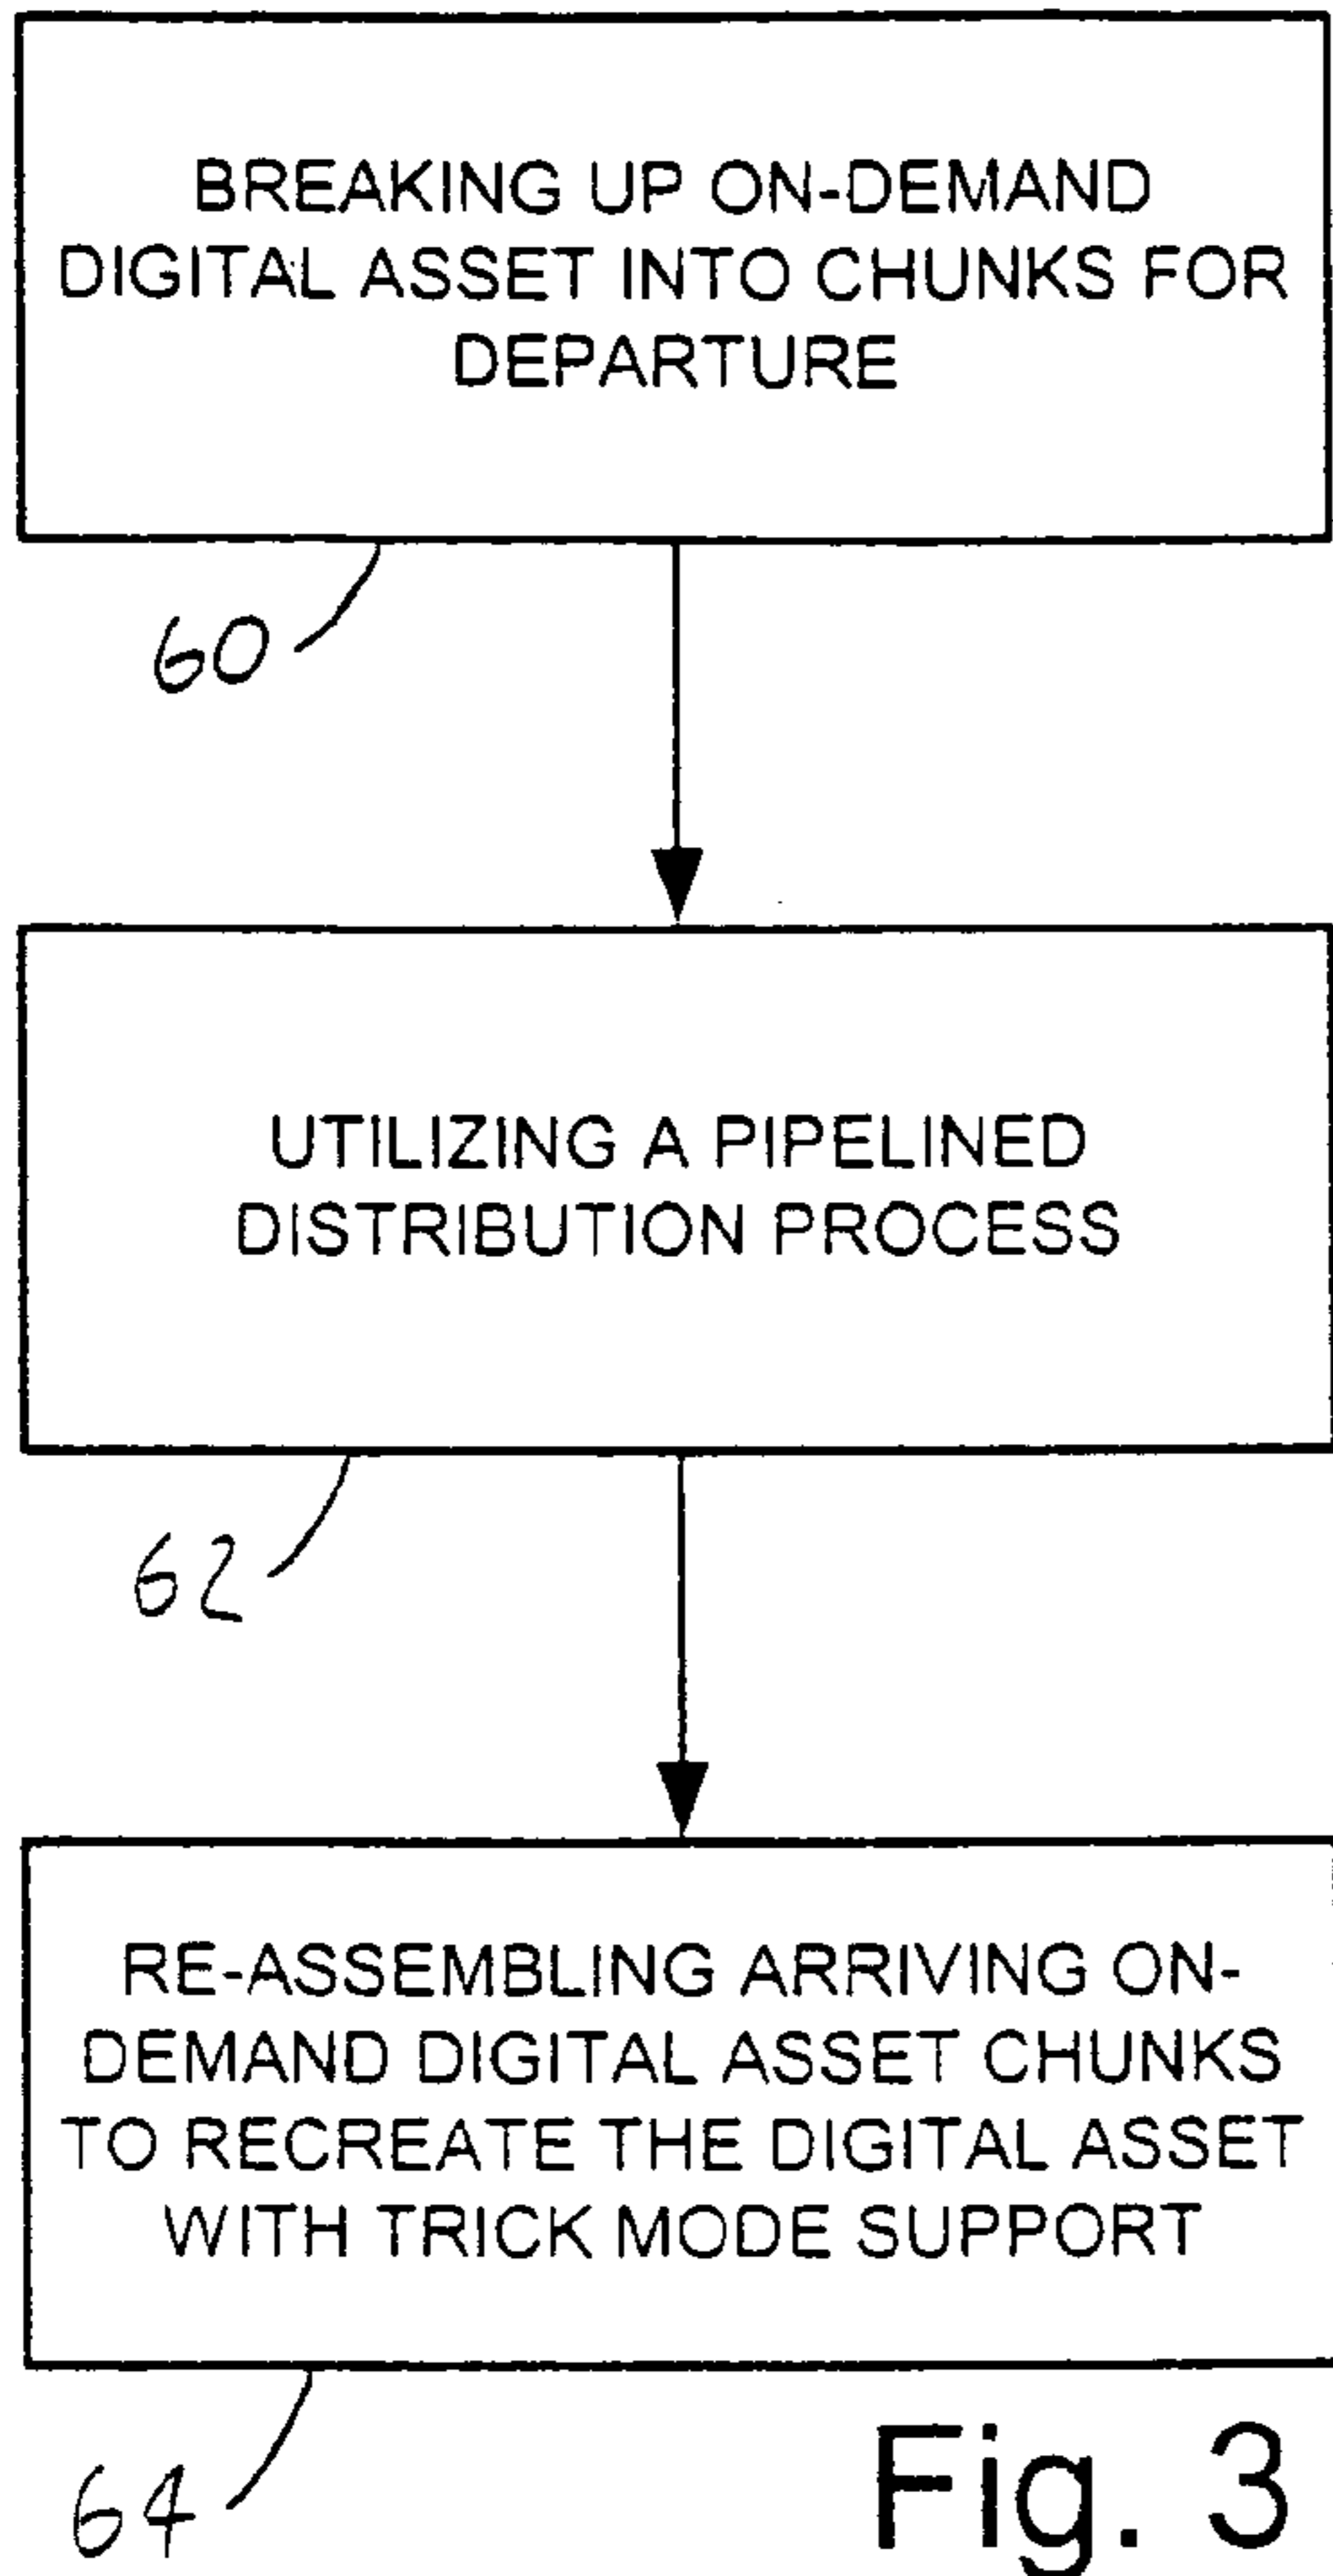 BREAKING UP ON-DEMAND
DIGITAL ASSET INTO CHUNKS FOR
DEPARTURE
60
UTILIZING A PIPELINED
DISTRIBUTION PROCESS
62
RE-ASSEMBLING ARRIVING ON-
DEMAND DIGITAL ASSET CHUNKS
TO RECREATE THE DIGITAL ASSET
WITH TRICK MODE SUPPORT
64
Fig. 3